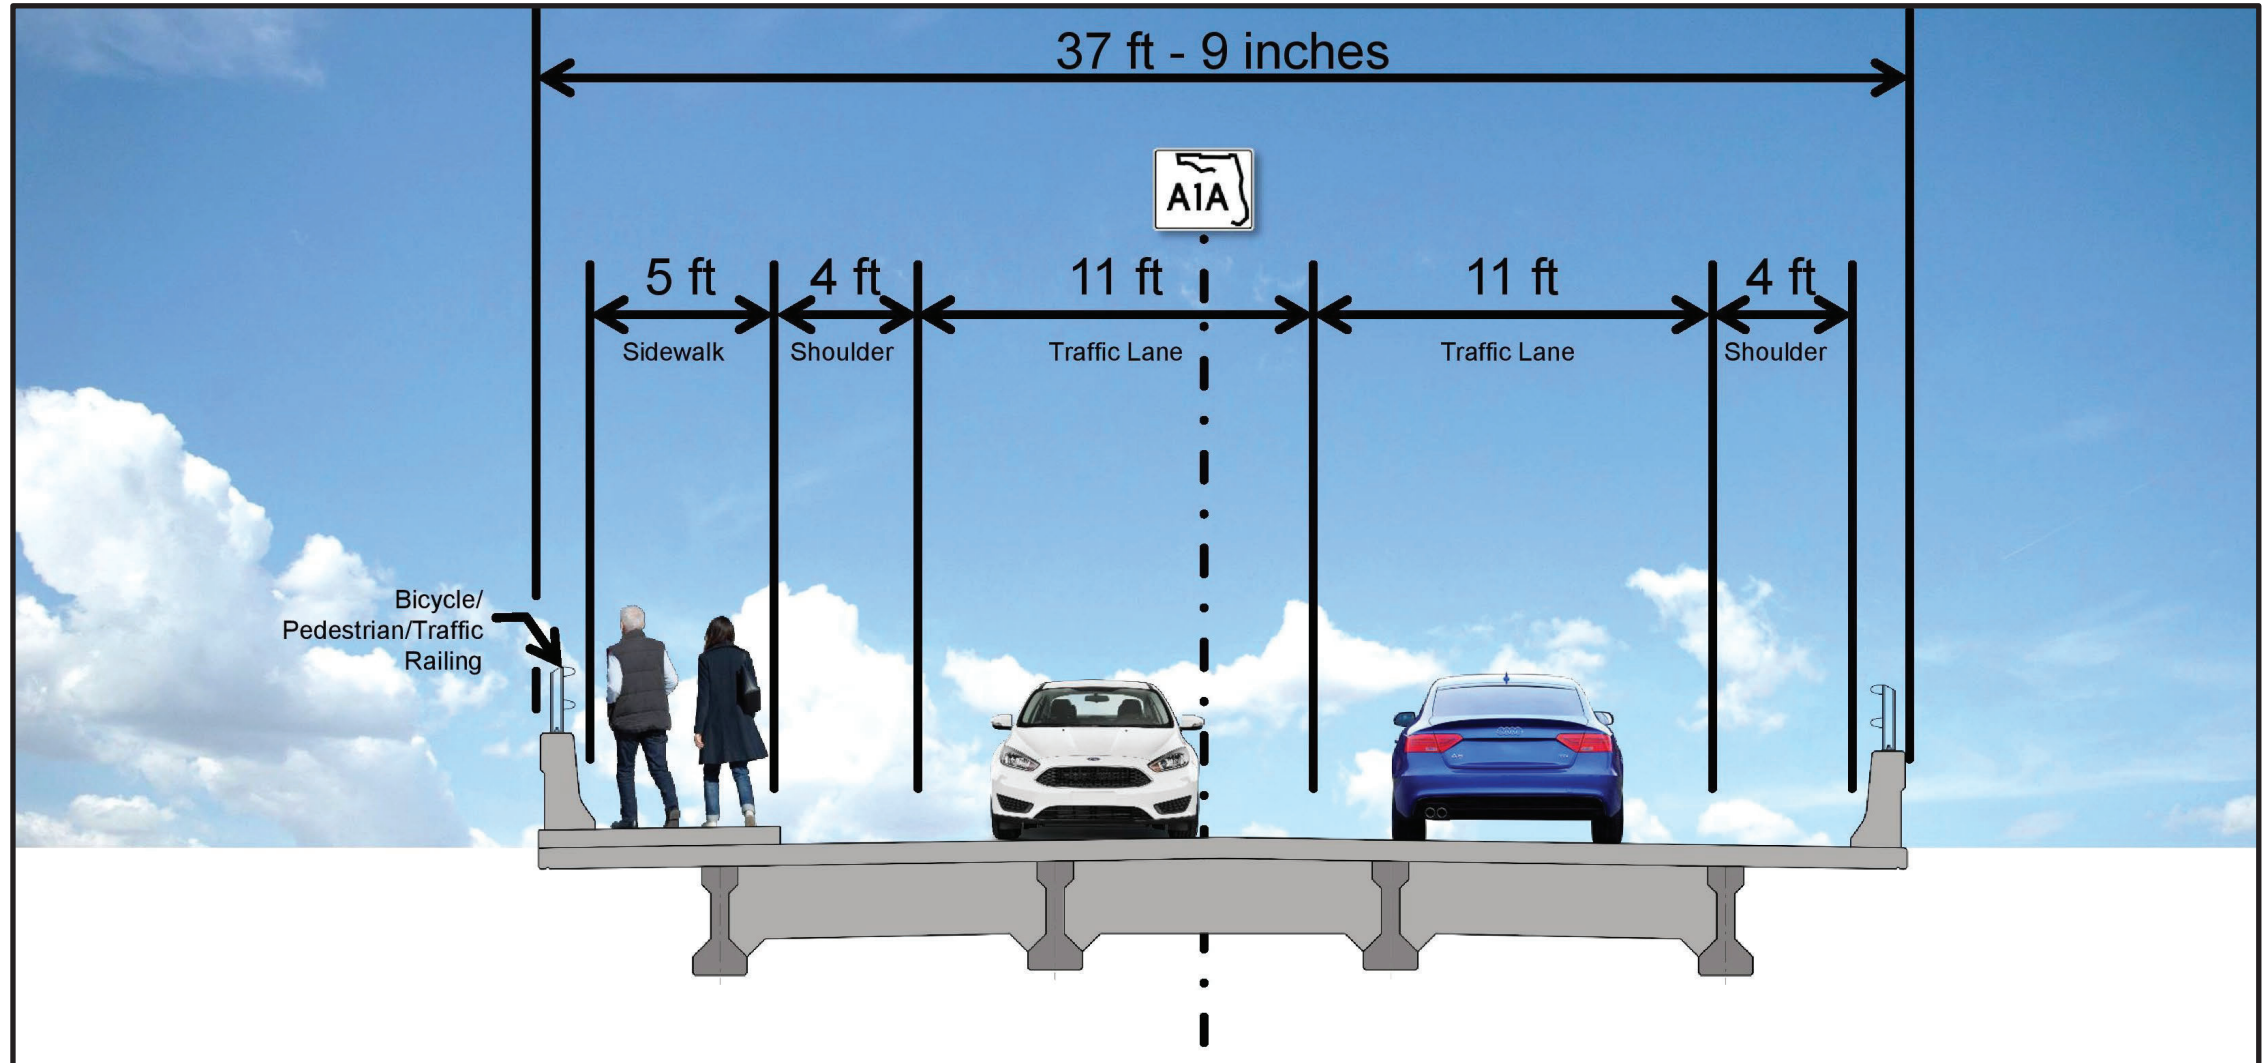 37 ft - 9 inches
A1A
5 ft
4 ft
11 ft
11 ft
4 ft
Sidewalk
Shoulder
Traffic Lane
Traffic Lane
Shoulder
Bicycle/
Pedestrian/Traffic
Railing